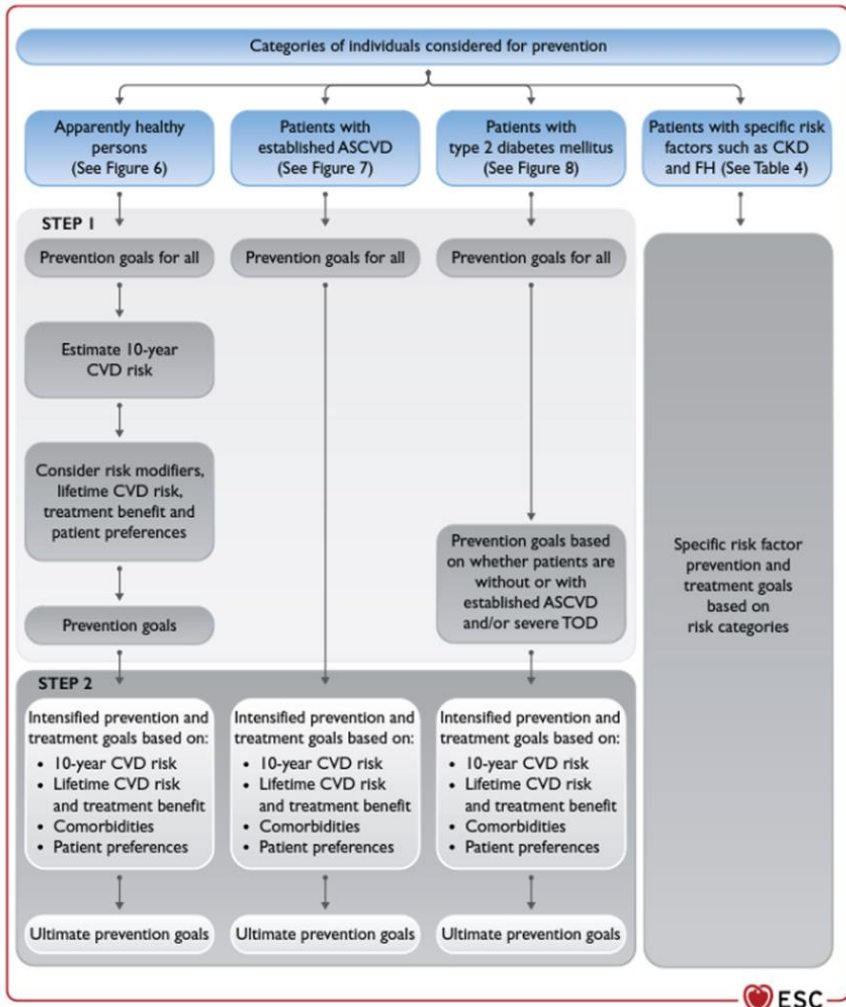 Categories of individuals considered for prevention
Apparently healthy
persons
(See Figure 6)
Patients with
established ASCVD
(See Figure 7)
Patients with
type 2 diabetes mellitus
(See Figure 8)
Patients with specific risk
factors such as CKD
and FH (See Table 4)
STEP 1
Prevention goals for all
Estimate 10-year
CVD risk
Consider risk modifiers,
lifetime CVD risk,
treatment benefit and
patient preferences
Prevention goals
Prevention goals for all
Prevention goals for all
Prevention goals based
on whether patients are
without or with
established ASCVD
and/or severe TOD
Specific risk factor
prevention and
treatment goals
based on
risk categories
STEP 2
Intensified prevention and
treatment goals based on:
• 10-year CVD risk
• Lifetime CVD risk
and treatment benefit
• Comorbidities
• Patient preferences
Ultimate prevention goals
Intensified prevention and
treatment goals based on:
• 10-year CVD risk
• Lifetime CVD risk
and treatment benefit
• Comorbidities
• Patient preferences
Ultimate prevention goals
Intensified prevention and
treatment goals based on:
• 10-year CVD risk
• Lifetime CVD risk
and treatment benefit
• Comorbidities
• Patient preferences
Ultimate prevention goals
ESC